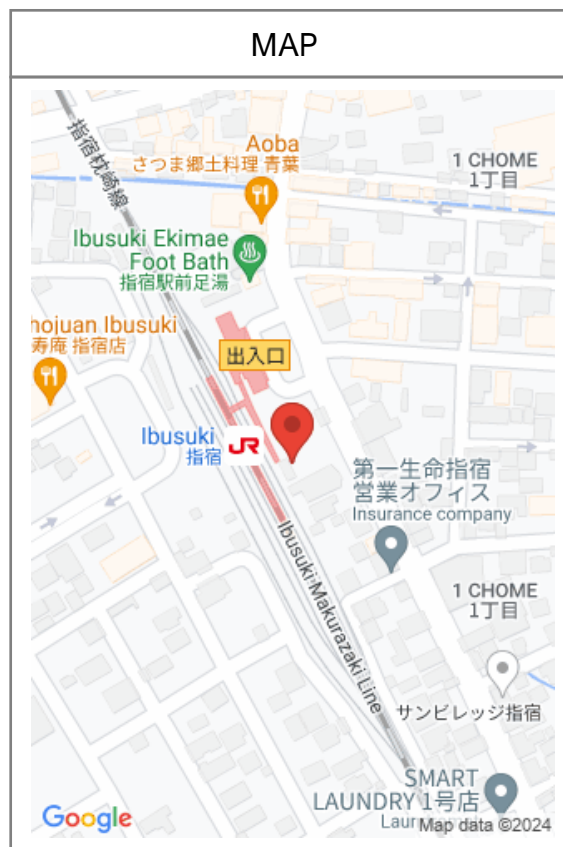 MAP
指宿枕崎線
Aoba
さつま郷土料理 青葉
1 CHOME
1丁目
Ibusuki Ekimae
Foot Bath
指宿駅前足湯
hojuan Ibusuki
寿庵 指宿店
出入口
Ibusuki
指宿
JR
第一生命指宿
営業オフィス
Insurance company
Ibusuki Makurazaki Line
1 CHOME
1丁目
サンビレッジ指宿
SMART
LAUNDRY 1号店
Google
Map data ©2024